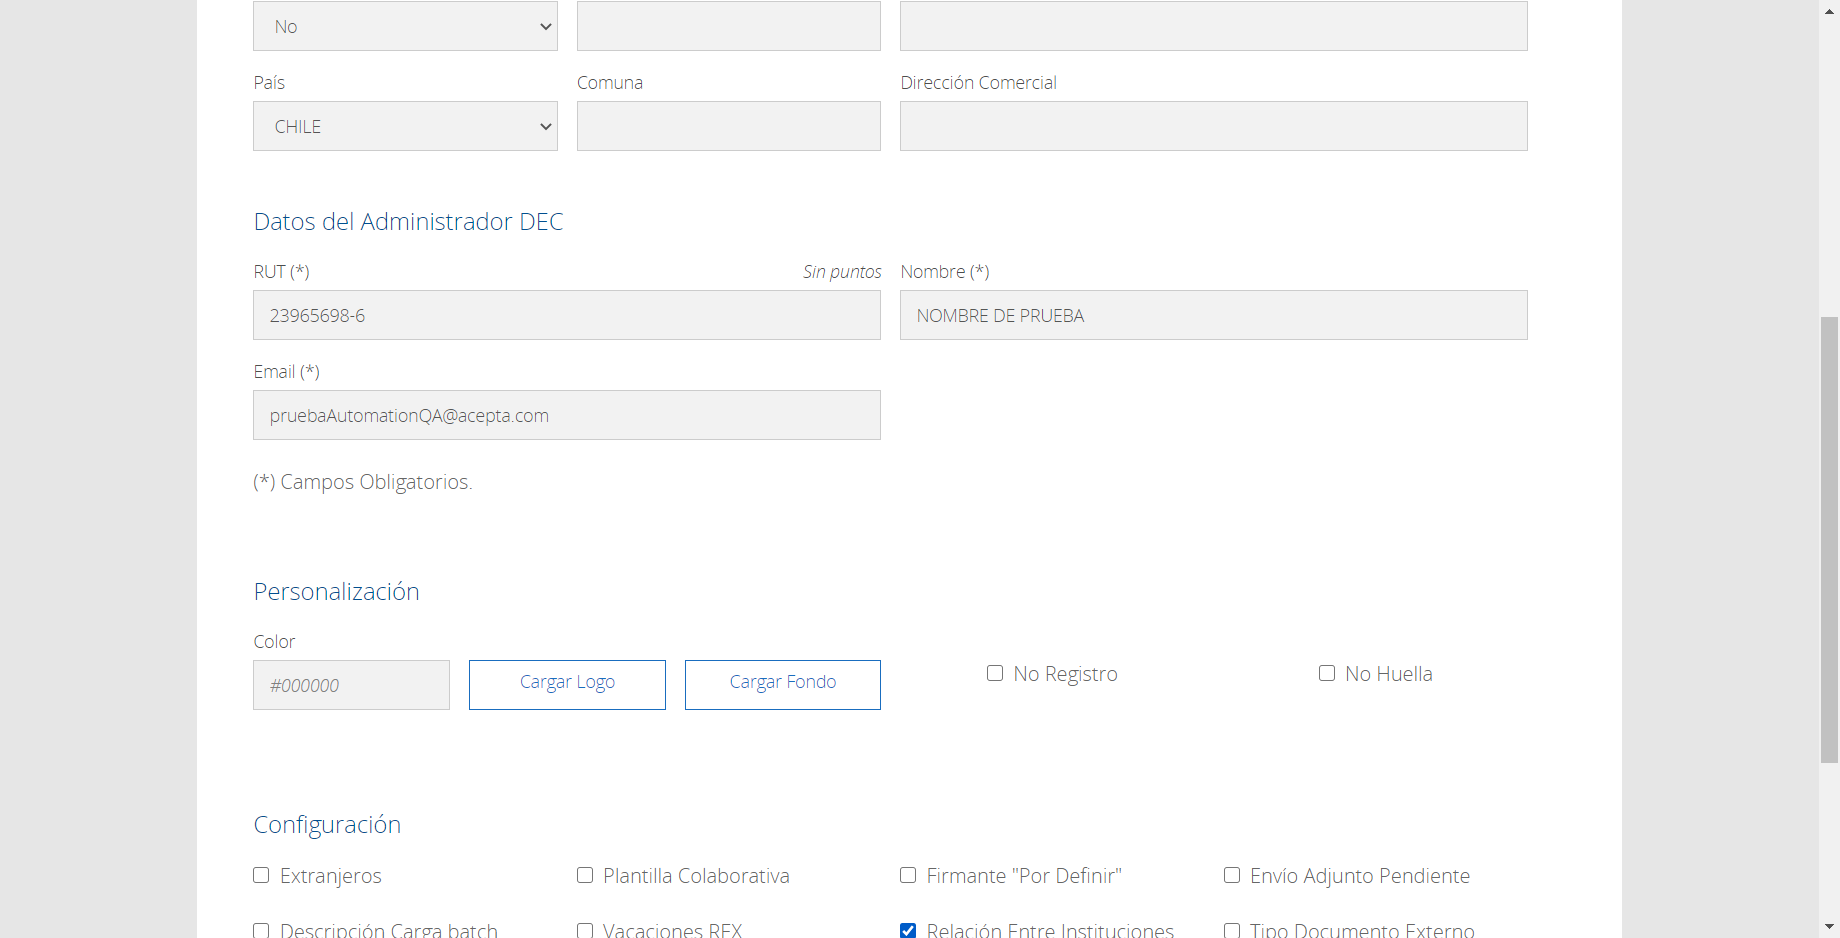 No
País
Comuna
Dirección Comercial
CHILE
Datos del Administrador DEC
RUT (*)
Sin puntos
Nombre (*)
23965698-6
NOMBRE DE PRUEBA
Email (*)
pruebaAutomationQA@acepta.com
(*) Campos Obligatorios.
Personalización
Color
#000000
Cargar Logo
Cargar Fondo
No Registro
No Huella
Configuración
Extranjeros
Plantilla Colaborativa
Firmante "Por Definir"
Envío Adjunto Pendiente
Descripción Carga batch
Vacaciones REX
Relación Entre Instituciones
Tipo Documento Externo